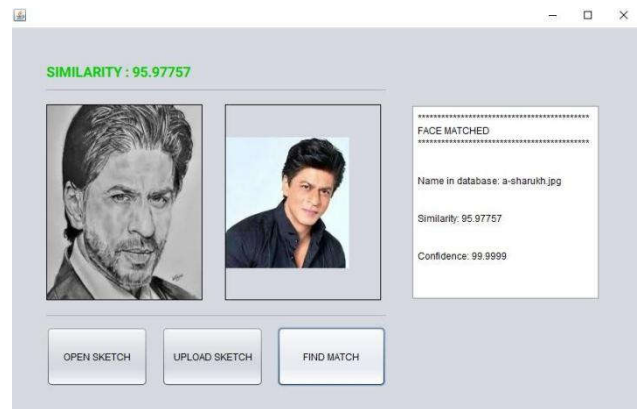 SIMILARITY : 95.97757
********************************************
FACE MATCHED
********************************************
Name in database: a-sharukh.jpg
Similarity: 95.97757
Confidence: 99.9999
OPEN SKETCH
UPLOAD SKETCH
FIND MATCH